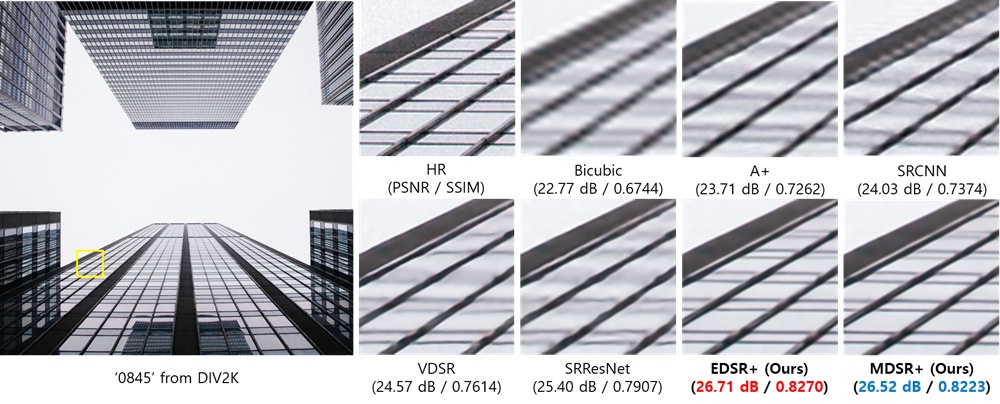 HR
(PSNR / SSIM)
Bicubic
(22.77 dB / 0.6744)
A+
(23.71 dB / 0.7262)
SRCNN
(24.03 dB / 0.7374)
VDSR
(24.57 dB / 0.7614)
SRResNet
(25.40 dB / 0.7907)
EDSR+ (Ours)
(26.71 dB / 0.8270)
MDSR+ (Ours)
(26.52 dB / 0.8223)
‘0845’ from DIV2K